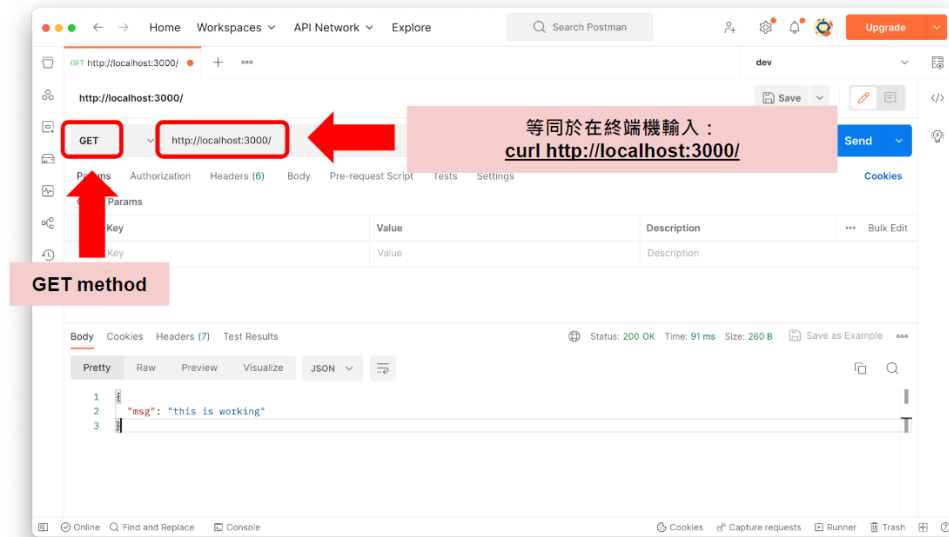 Home Workspaces API Network Explore Search Postman Upgrade
GET http://localhost:3000/ dev
http://localhost:3000/ Save
GET http://localhost:3000/ Send
等同於在終端機輸入：
curl http://localhost:3000/
Params Authorization Headers (6) Body Pre-request Script Tests Settings Cookies
Params
Key Value Description Bulk Edit
Key Value Description
GET method
Body Cookies Headers (7) Test Results Status: 200 OK Time: 91 ms Size: 260 B Save as Example
Pretty Raw Preview Visualize JSON
1 {
2 "msg": "this is working"
3 }
Online Find and Replace Console Cookies Capture requests Runner Trash